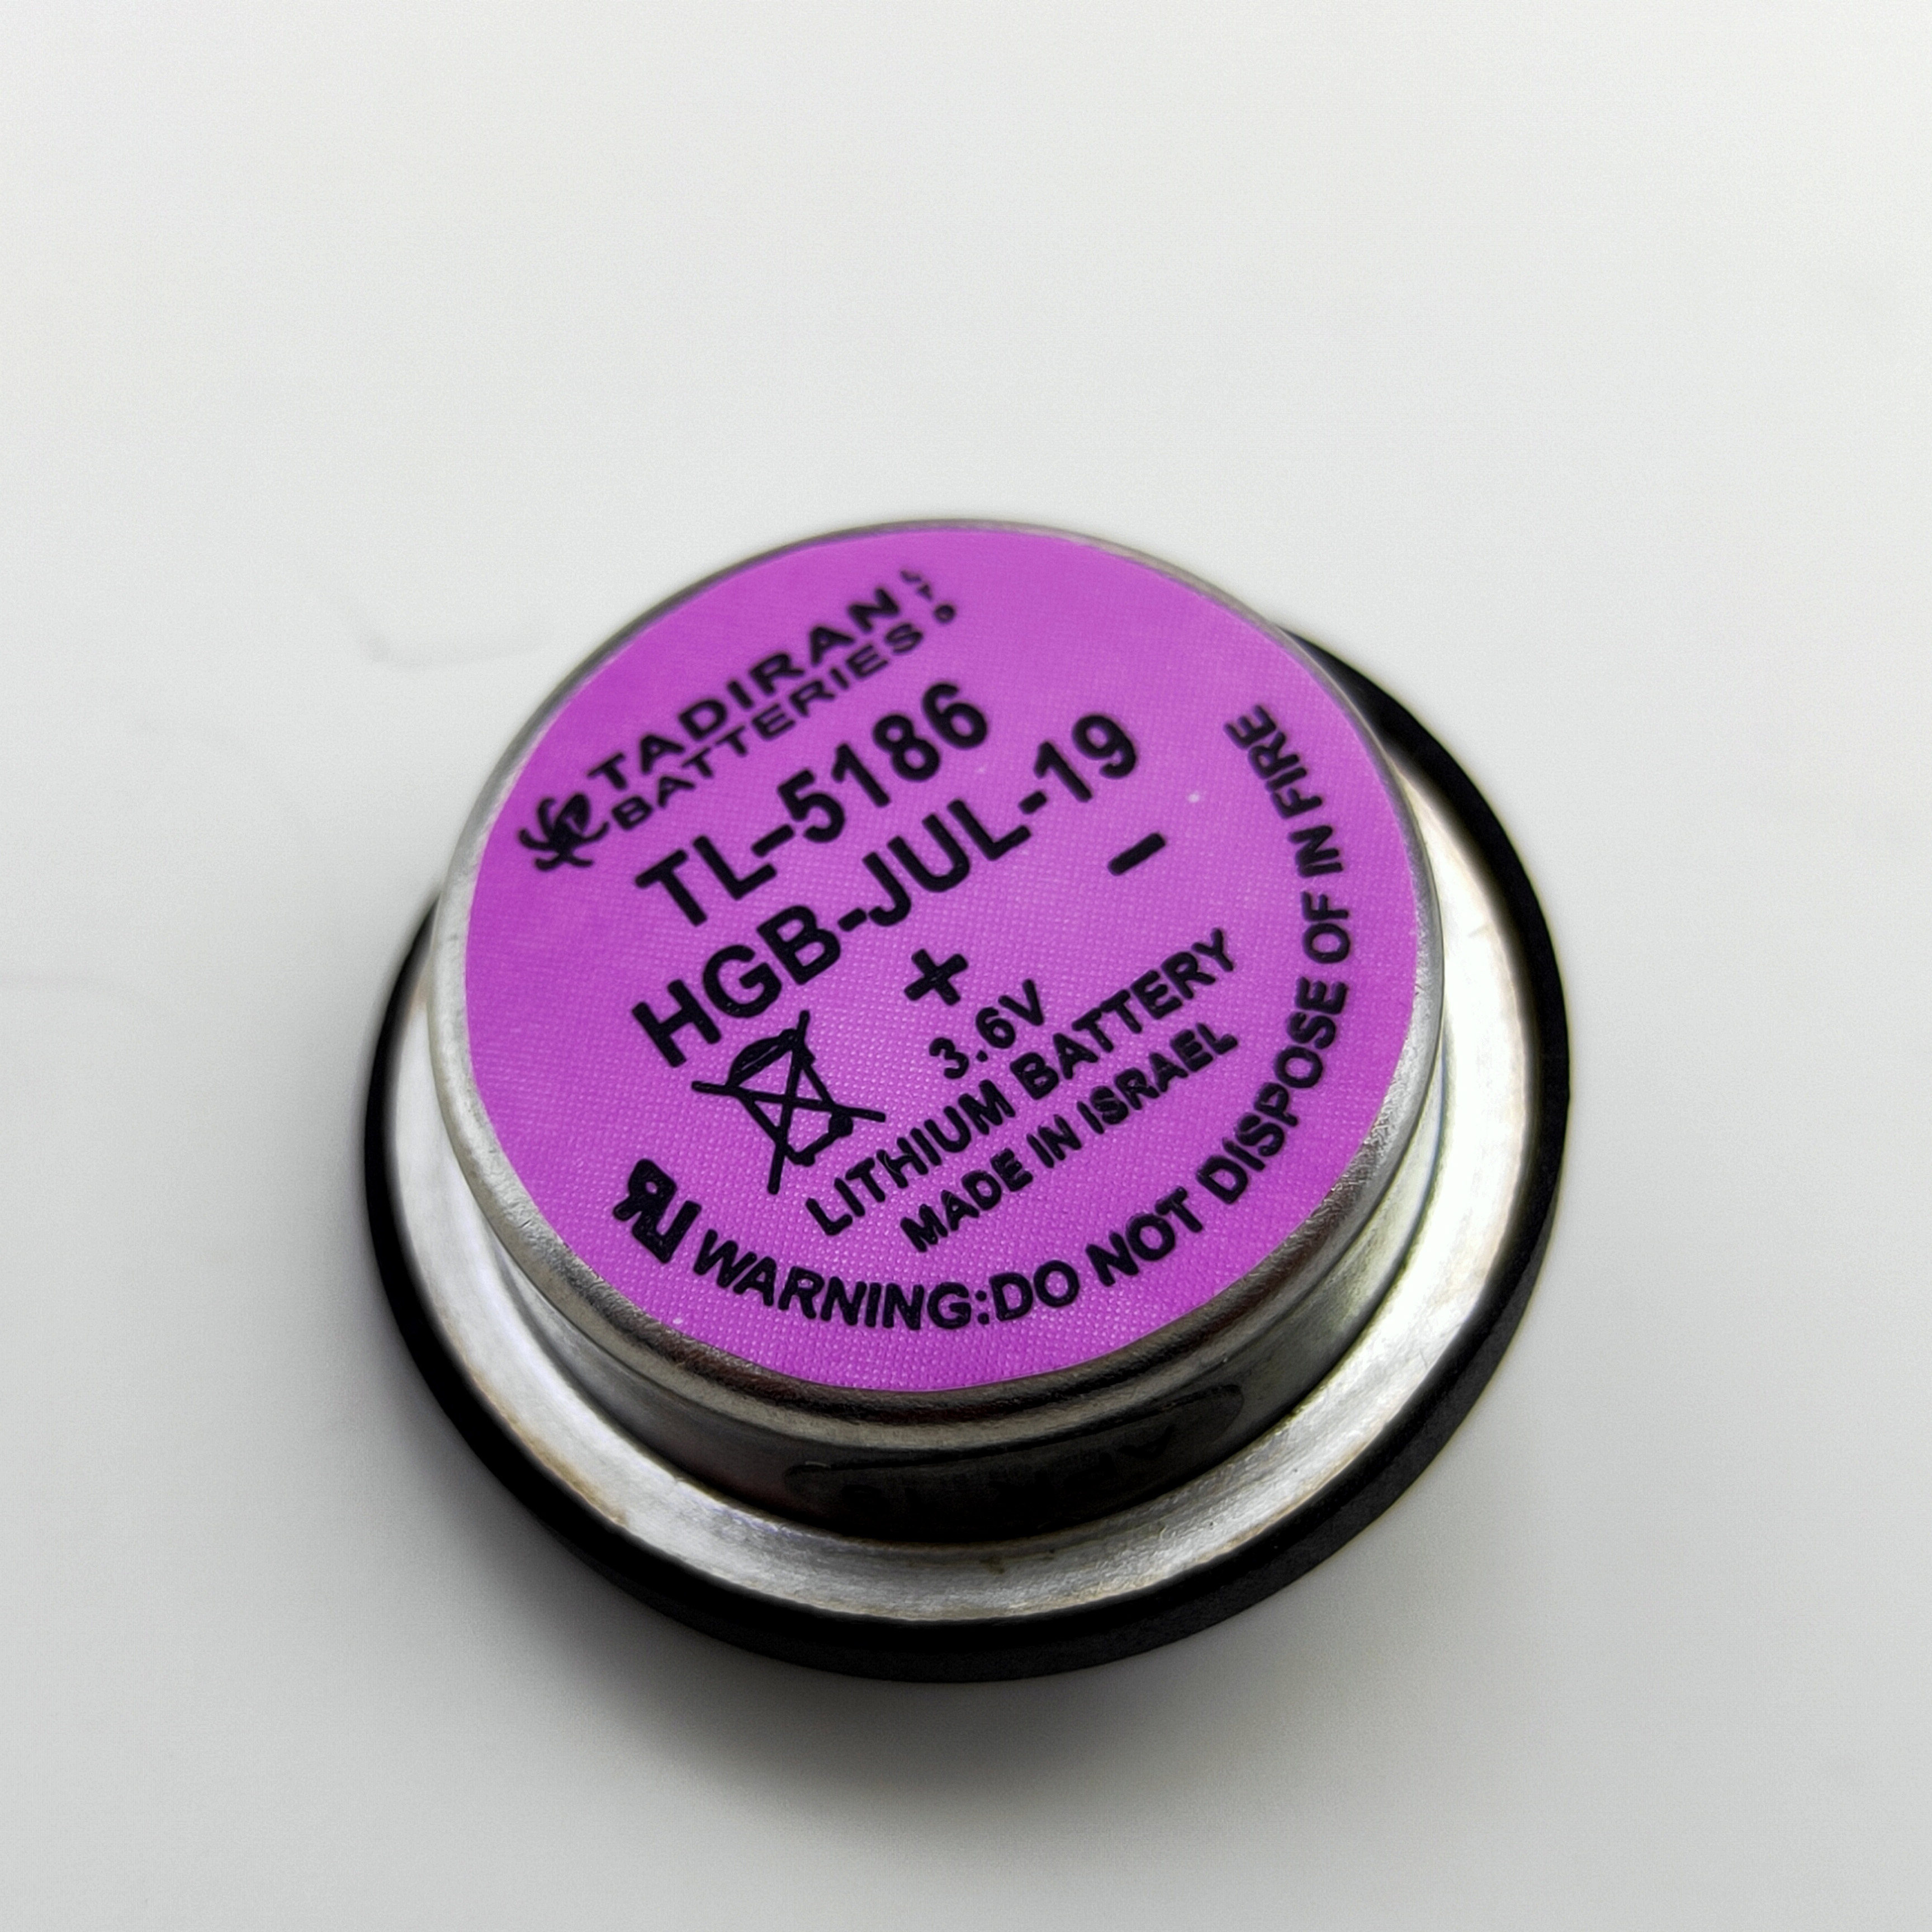 TADIRAN LTD.
BATTERIES
TL-5186
HGB-JUL-19
+ -
3.6V
LITHIUM BATTERY
MADE IN ISRAEL
WARNING:DO NOT DISPOSE OF IN FIRE